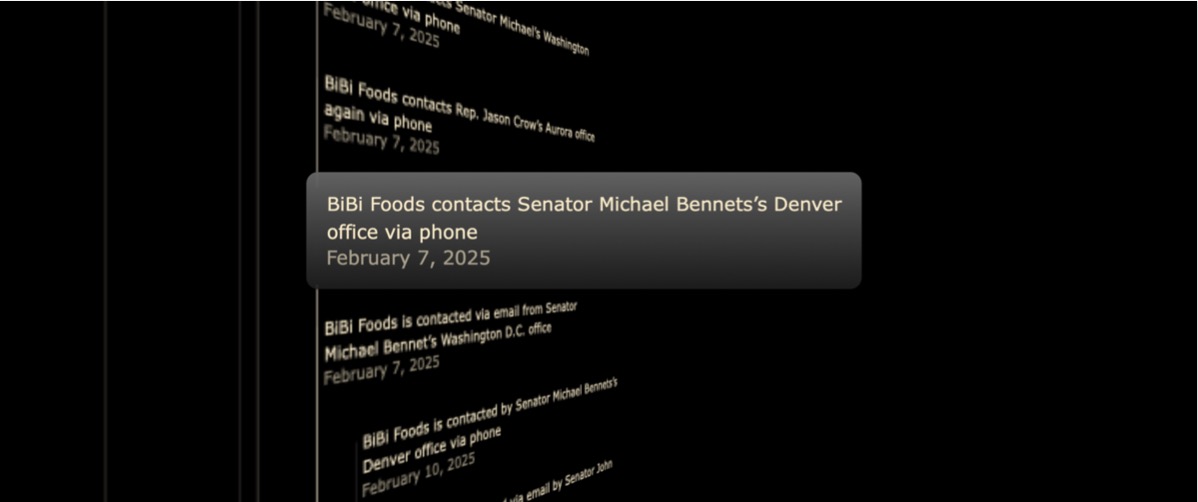 office via phone
Senator Michael's Washington
February 7, 2025
BiBi Foods contacts Rep. Jason Crow's Aurora office
again via phone
February 7, 2025
BiBi Foods contacts Senator Michael Bennets’s Denver
office via phone
February 7, 2025
BiBi Foods is contacted via email from Senator
Michael Bennet’s Washington D.C. office
February 7, 2025
BiBi Foods is contacted by Senator Michael Bennets’s
Denver office via phone
February 10, 2025
via email by Senator John